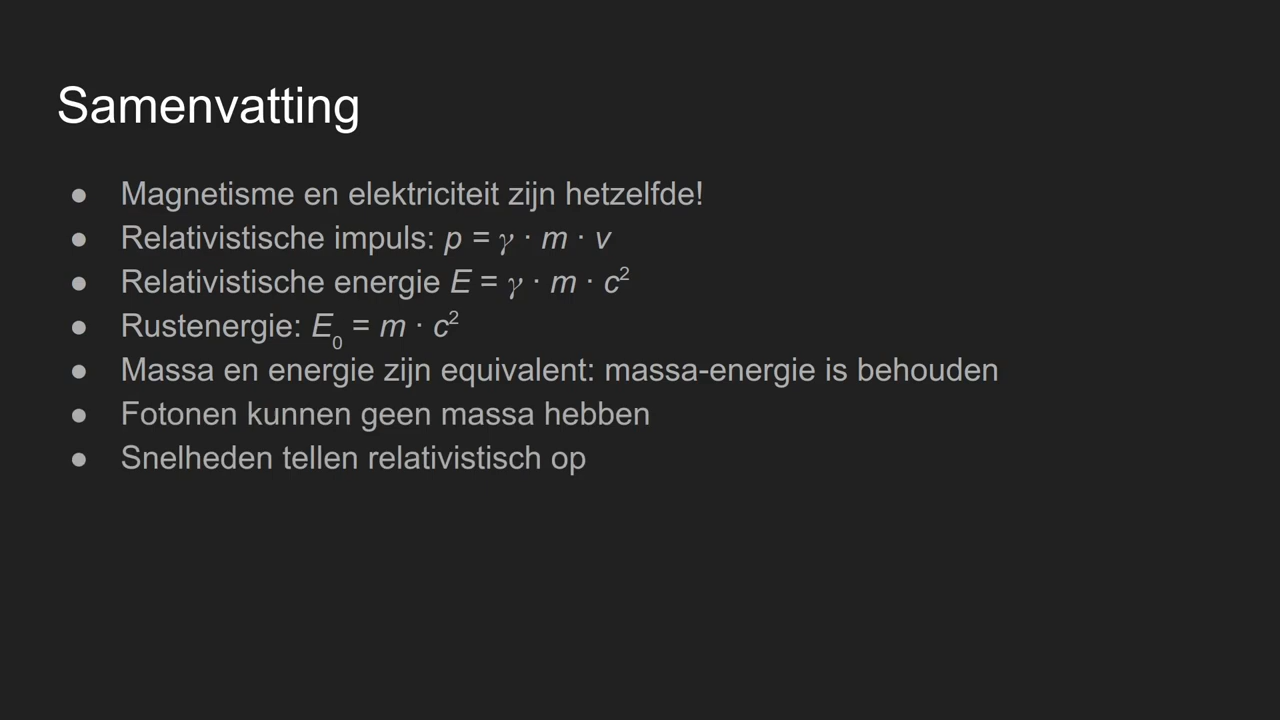 Samenvatting
● Magnetisme en elektriciteit zijn hetzelfde!
● Relativistische impuls: p = γ · m · v
● Relativistische energie E = γ · m · c²
● Rustenergie: E₀ = m · c²
● Massa en energie zijn equivalent: massa-energie is behouden
● Fotonen kunnen geen massa hebben
● Snelheden tellen relativistisch op